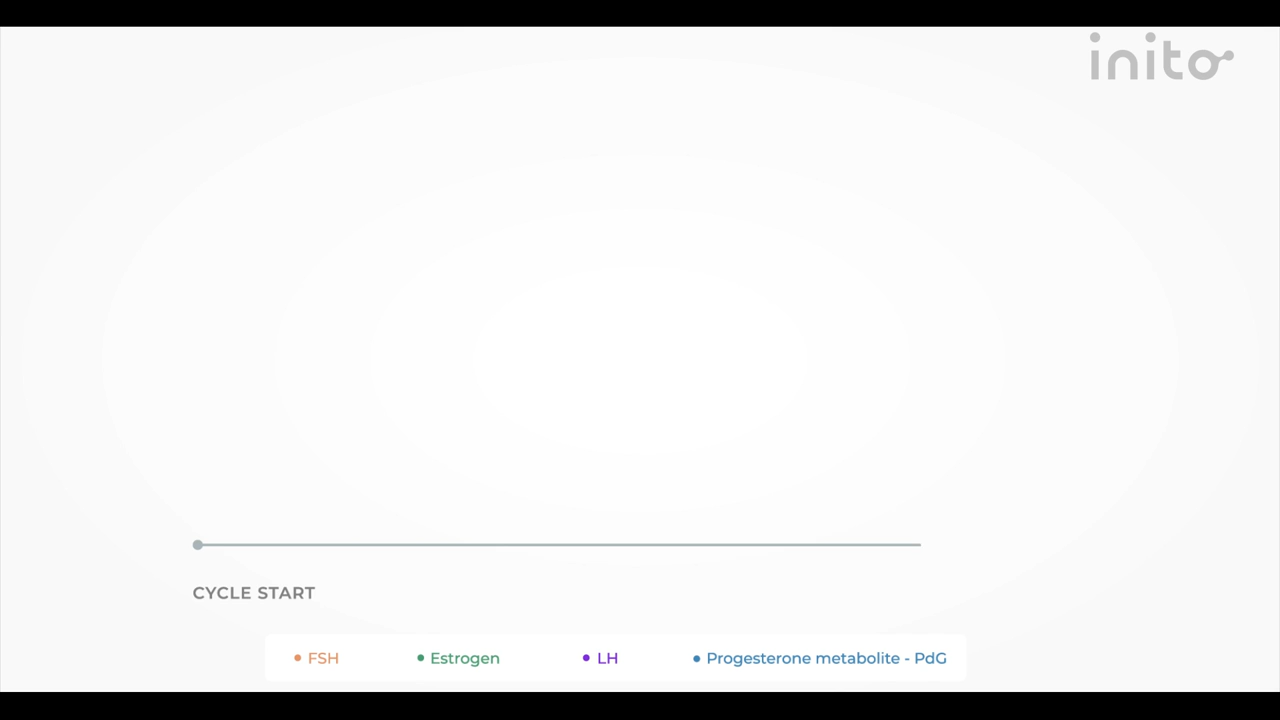 inito
CYCLE START
FSH
Estrogen
LH
Progesterone metabolite - PdG